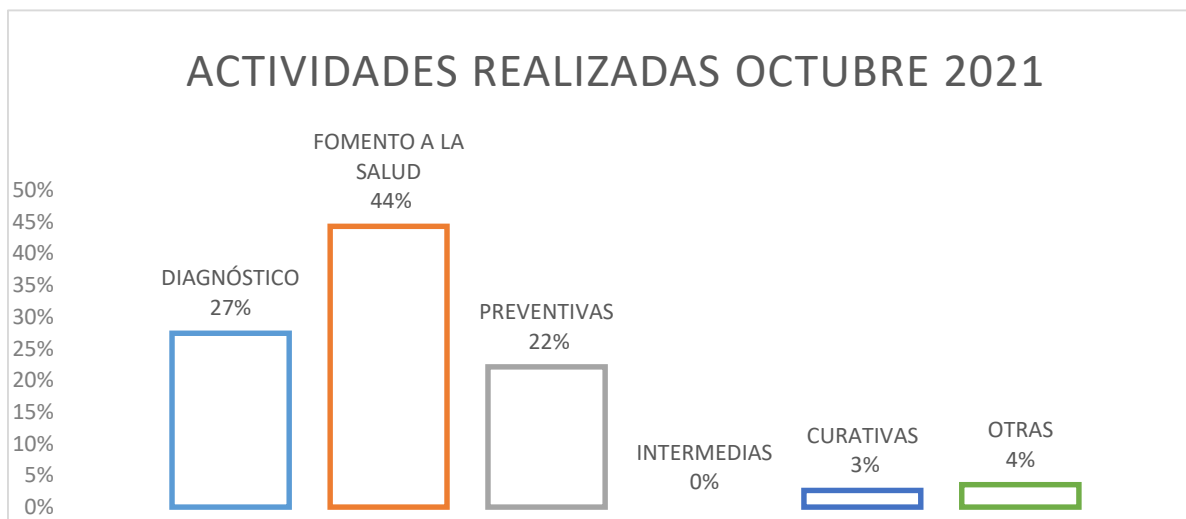 ACTIVIDADES REALIZADAS OCTUBRE 2021
FOMENTO A LA
SALUD
44%
50%
45%
40%
35%
30%
25%
20%
15%
10%
5%
0%
DIAGNÓSTICO
27%
PREVENTIVAS
22%
INTERMEDIAS
0%
CURATIVAS
3%
OTRAS
4%